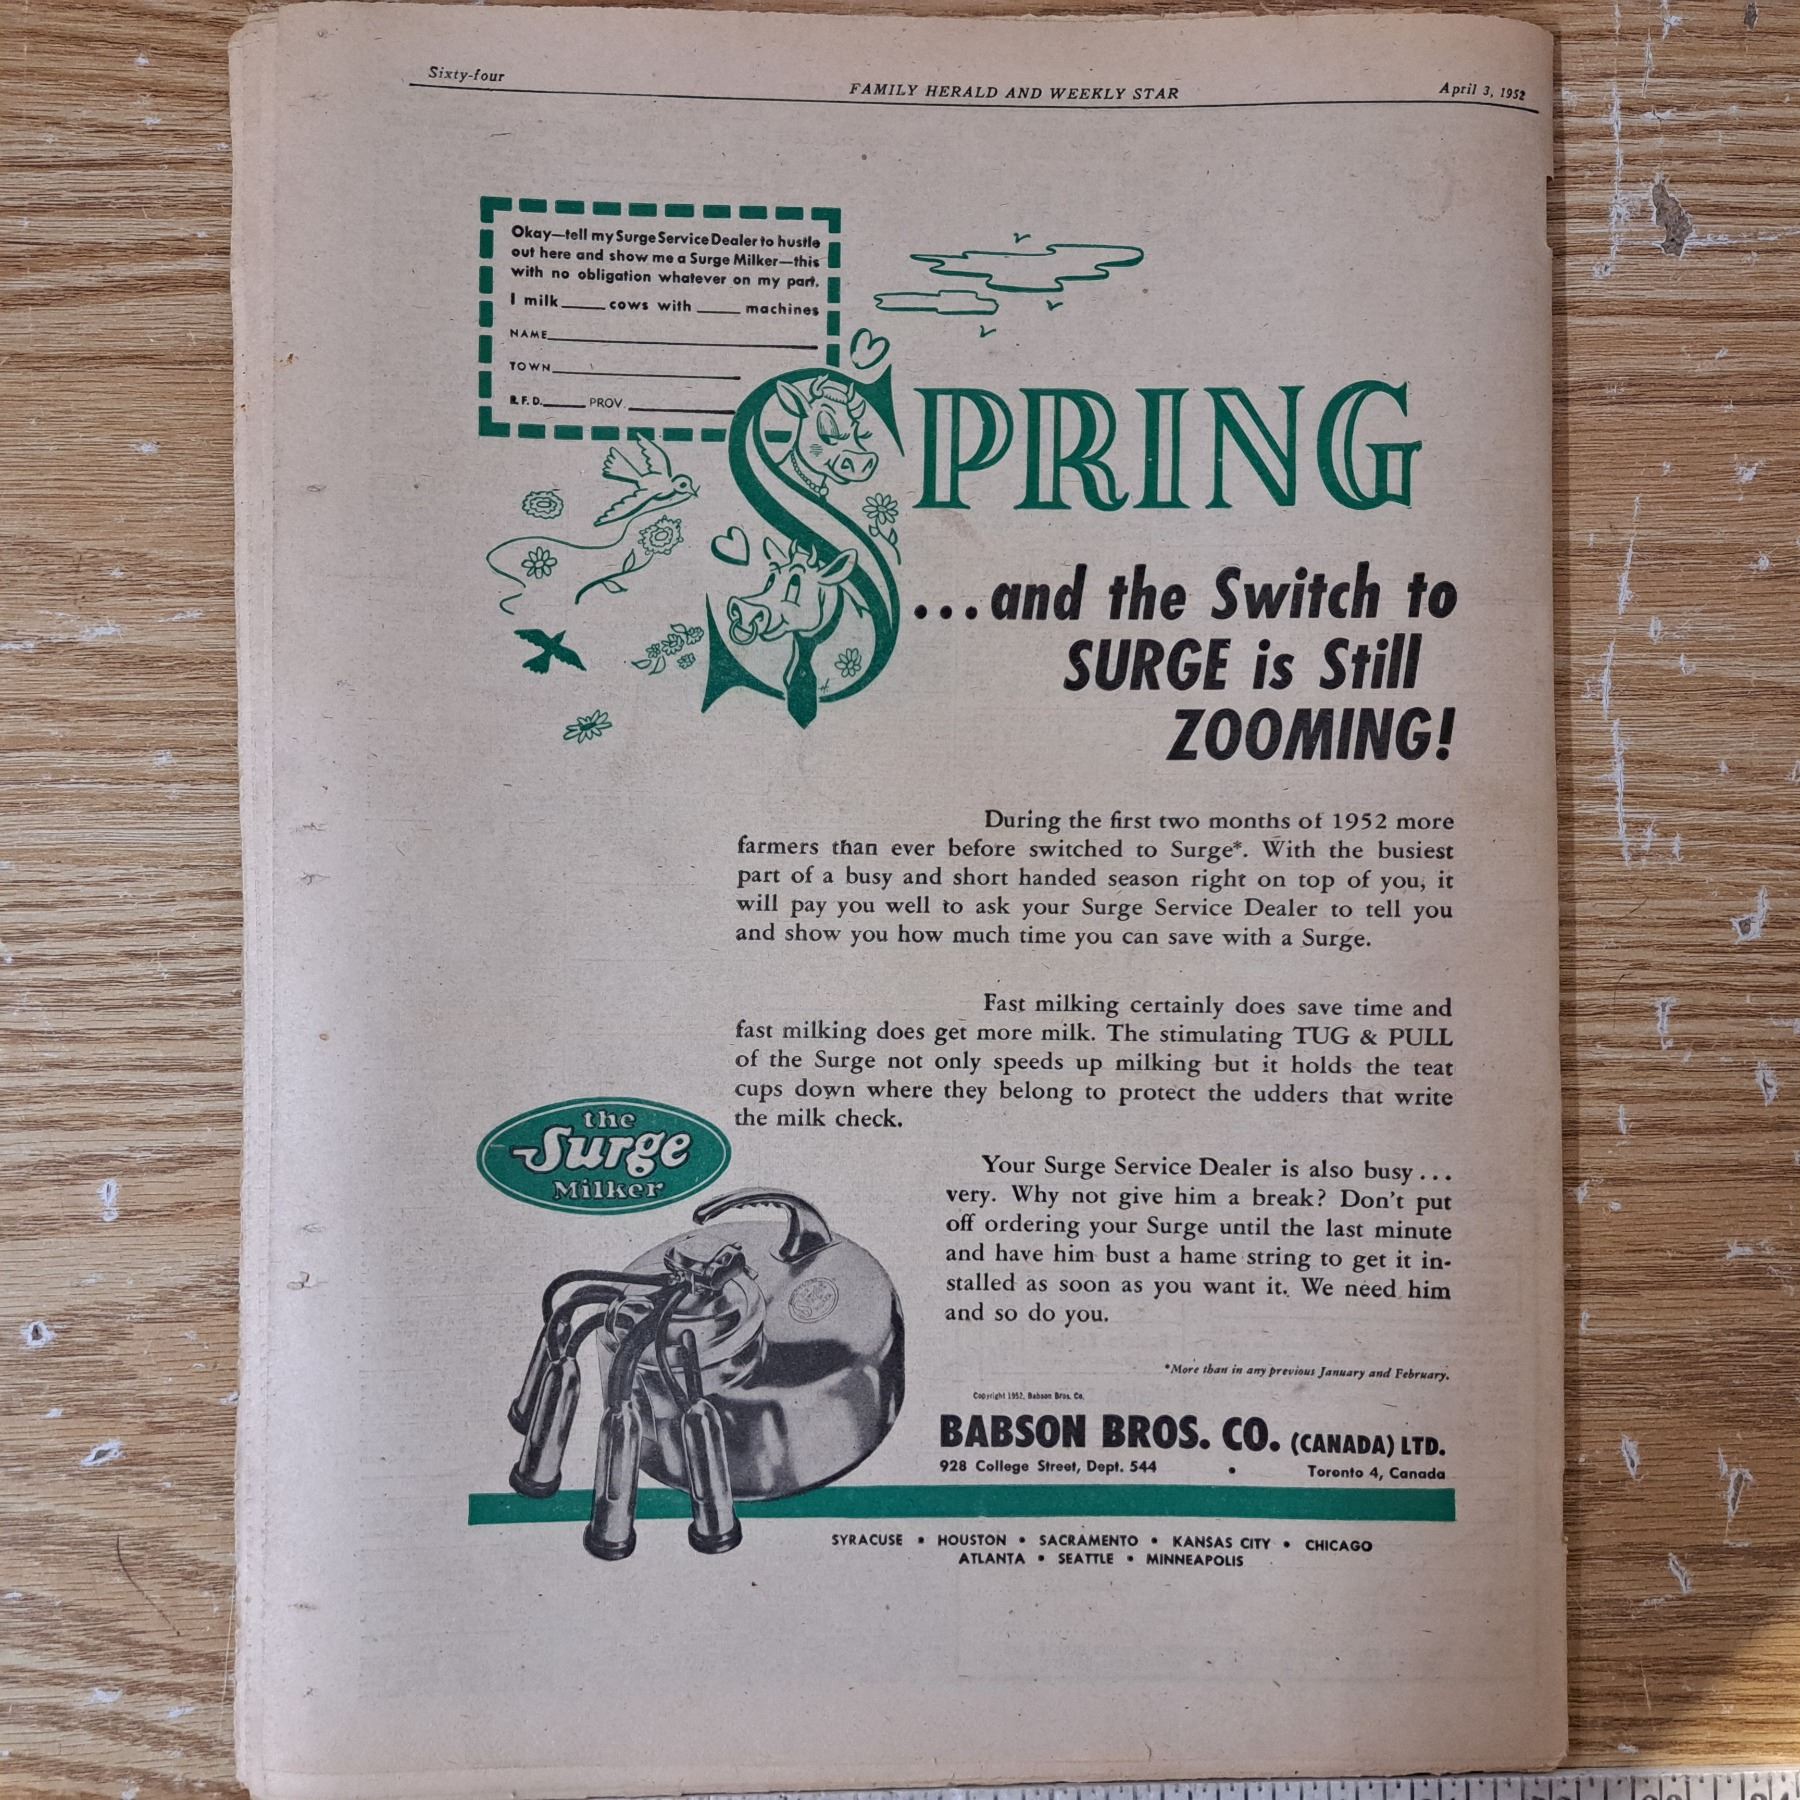 Sixty-four
FAMILY HERALD AND WEEKLY STAR
April 3, 1952
Okay—tell my Surge Service Dealer to hustle
out here and show me a Surge Milker—this
with no obligation whatever on my part.
I milk ____ cows with ____ machines
NAME
TOWN
R.F.D. ____ PROV.
SPRING
...and the Switch to
SURGE is Still
ZOOMING!
During the first two months of 1952 more
farmers than ever before switched to Surge*. With the busiest
part of a busy and short handed season right on top of you, it
will pay you well to ask your Surge Service Dealer to tell you
and show you how much time you can save with a Surge.
Fast milking certainly does save time and
fast milking does get more milk. The stimulating TUG & PULL
of the Surge not only speeds up milking but it holds the teat
cups down where they belong to protect the udders that write
the milk check.
the
Surge
Milker
Your Surge Service Dealer is also busy...
very. Why not give him a break? Don't put
off ordering your Surge until the last minute
and have him bust a hame string to get it in-
stalled as soon as you want it. We need him
and so do you.
*More than in any previous January and February.
Copyright 1952, Babson Bros. Co.
BABSON BROS. CO. (CANADA) LTD.
928 College Street, Dept. 544 • Toronto 4, Canada
SYRACUSE • HOUSTON • SACRAMENTO • KANSAS CITY • CHICAGO
ATLANTA • SEATTLE • MINNEAPOLIS